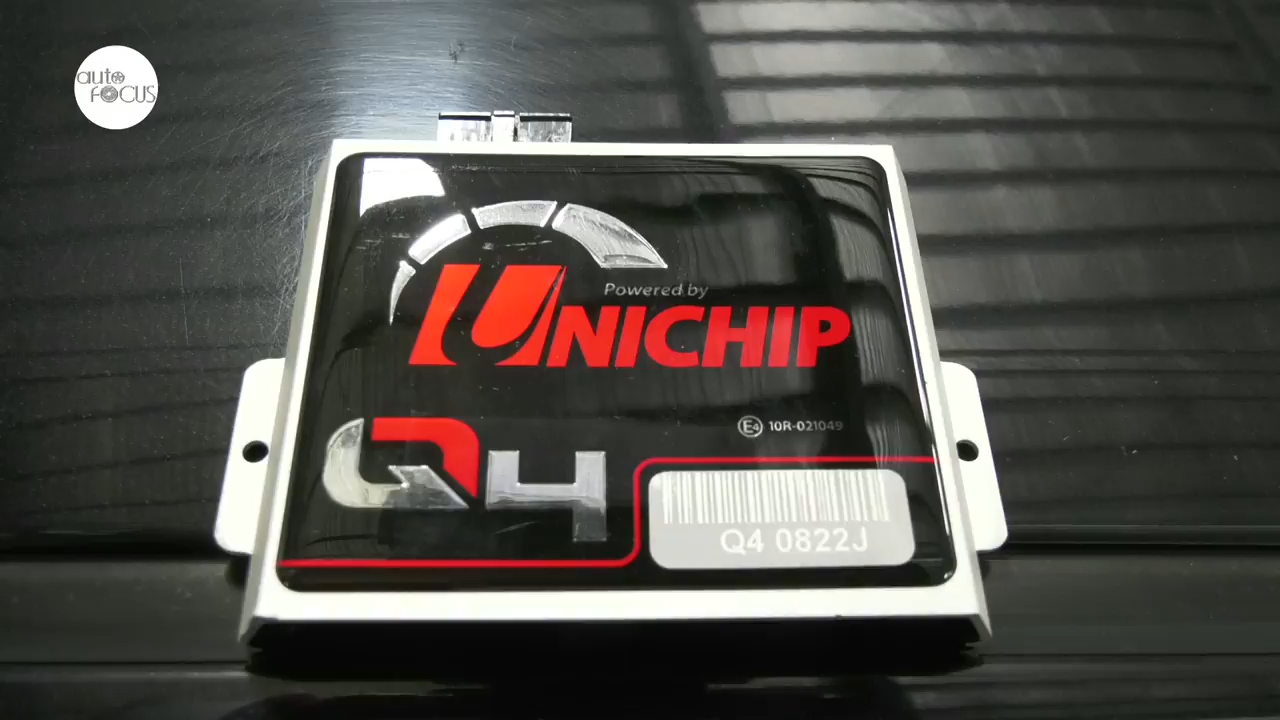 auto
FOCUS
Powered by
UNICHIP
Q4
E4 10R-021049
Q4 0822J